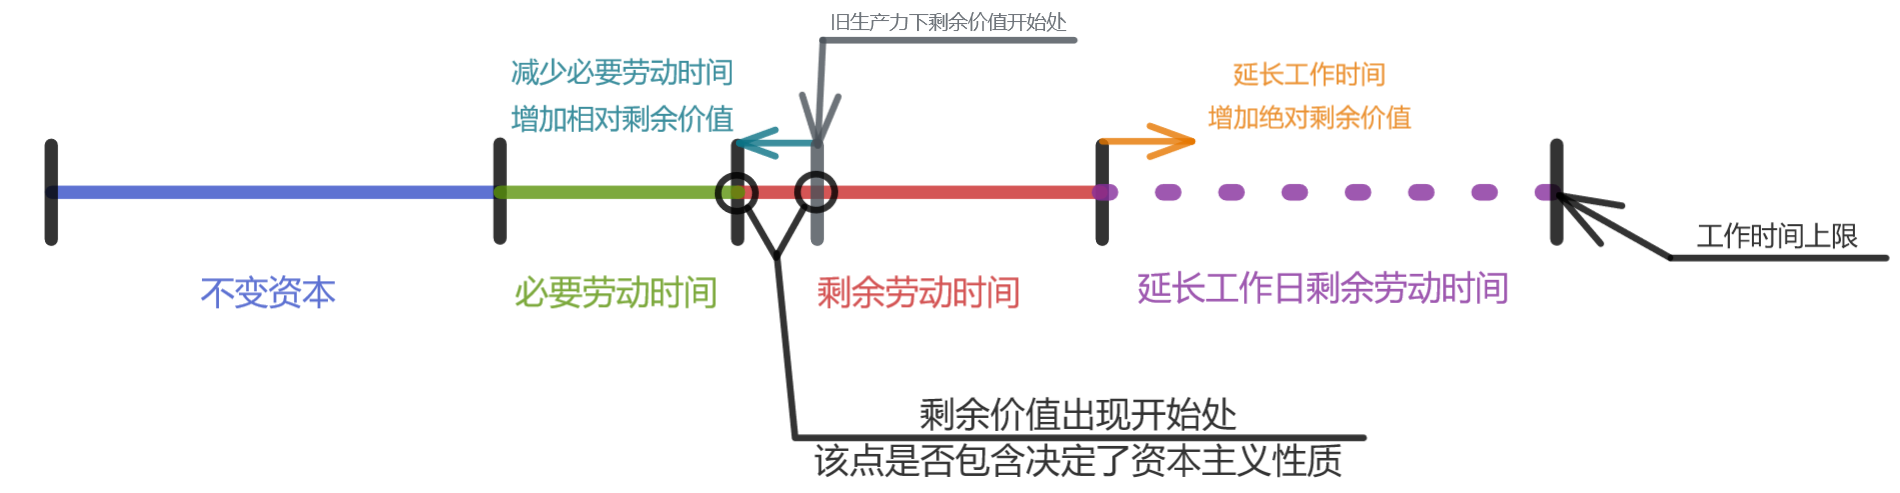 旧生产力下剩余价值开始处
减少必要劳动时间
增加相对剩余价值
延长工作时间
增加绝对剩余价值
工作时间上限
不变资本
必要劳动时间
剩余劳动时间
延长工作日剩余劳动时间
剩余价值出现开始处
该点是否包含决定了资本主义性质